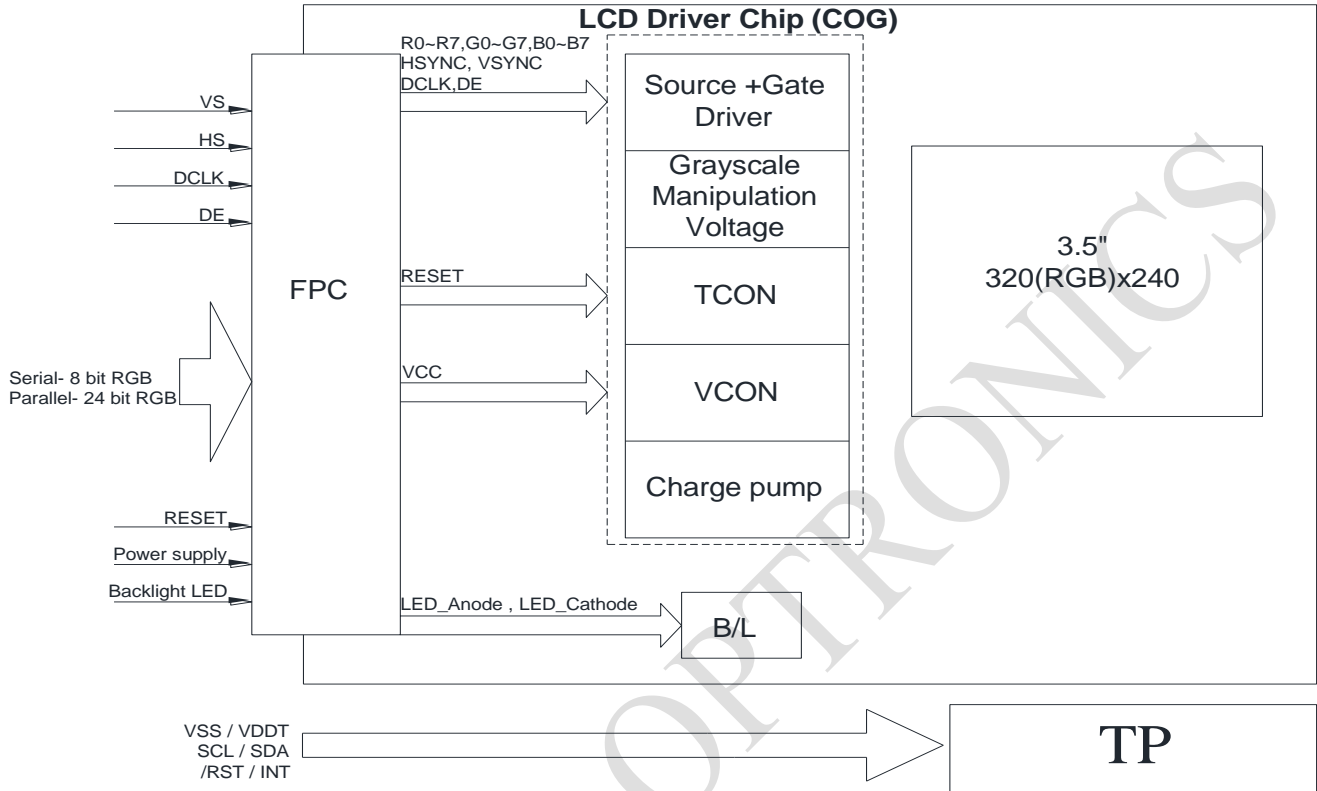 LCD Driver Chip (COG)
R0~R7,G0~G7,B0~B7
HSYNC, VSYNC
DCLK,DE
VS
HS
DCLK
DE
FPC
Source +Gate
Driver
Grayscale
Manipulation
Voltage
RESET
TCON
VCC
VCON
Charge pump
3.5"
320(RGB)x240
Serial- 8 bit RGB
Parallel- 24 bit RGB
RESET
Power supply
Backlight LED
LED_Anode , LED_Cathode
B/L
VSS / VDDT
SCL / SDA
/RST / INT
TP
OPTRONICS